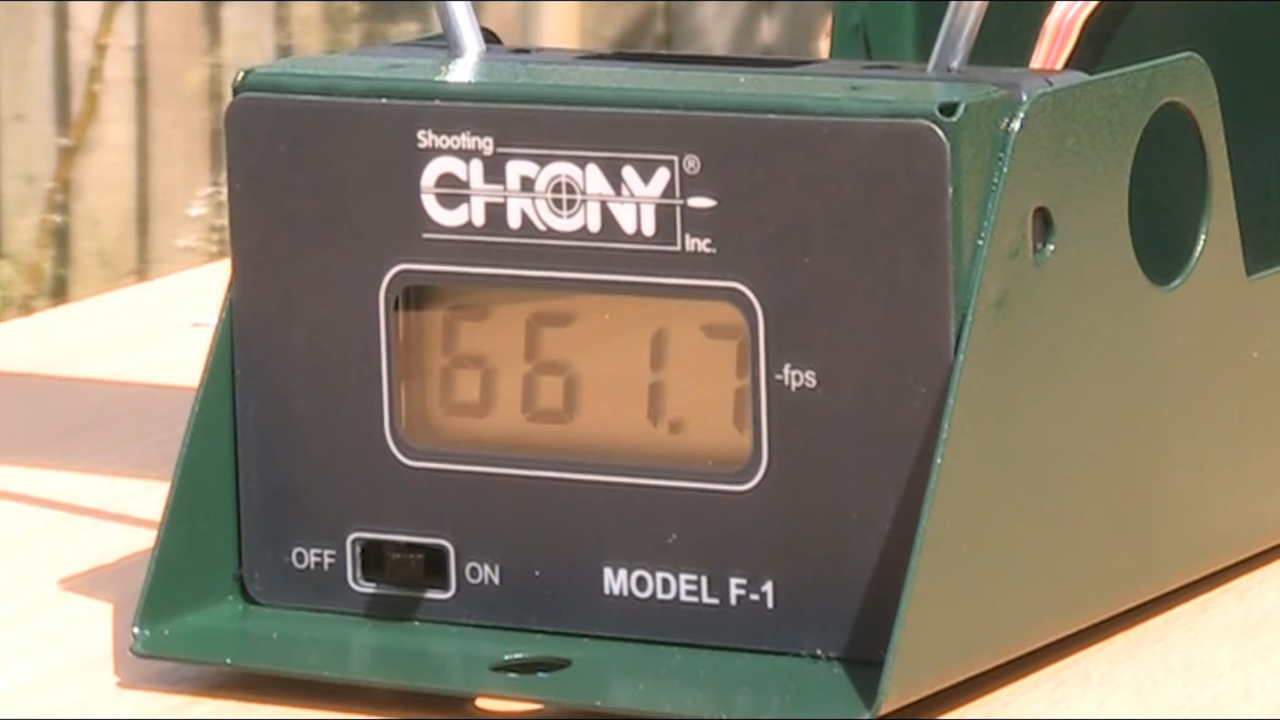 Shooting
CHRONY ®
Inc.
661.7
-fps
OFF ON
MODEL F-1